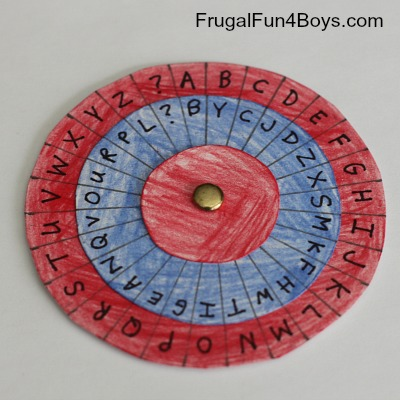 FrugalFun4Boys.com
A B C D E F G H I J K L M N O P Q R S T U V W X Y Z ?
B Y C J D Z X S M K F H W T I G E A N Q V O U R P L ?